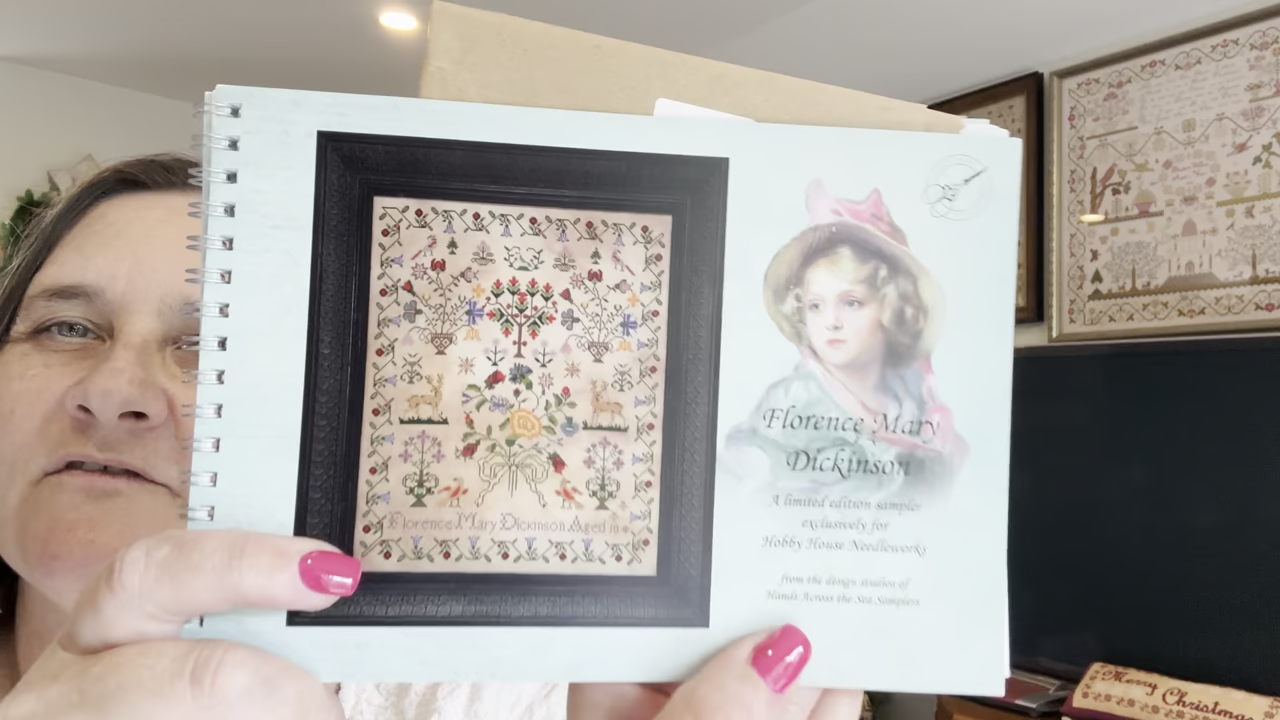 Florence Mary Dickinson Aged 10
Florence Mary
Dickinson
A limited edition sampler
exclusively for
Hobby House Needleworks
from the design studios of
Hands Across the Sea Samplers
Merry Christmas